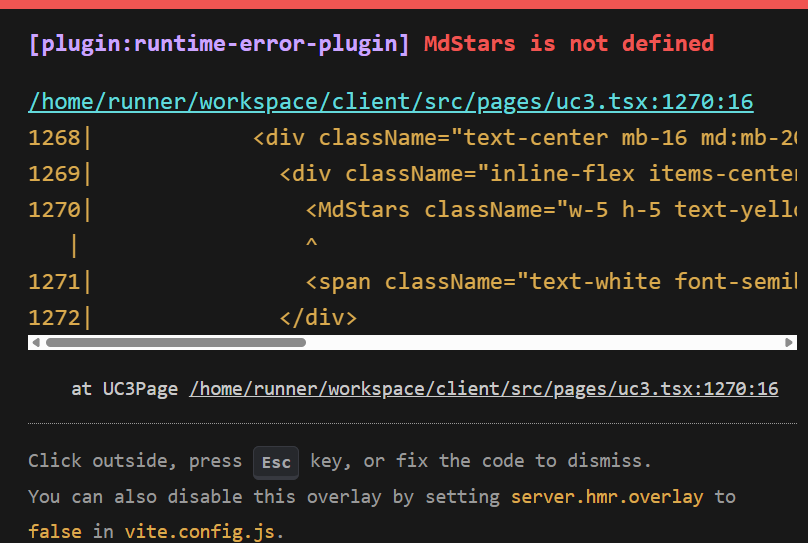 [plugin:runtime-error-plugin] MdStars is not defined
/home/runner/workspace/client/src/pages/uc3.tsx:1270:16
1268| <div className="text-center mb-16 md:mb-20
1269| <div className="inline-flex items-center
1270| <MdStars className="w-5 h-5 text-yello
| ^
1271| <span className="text-white font-semib
1272| </div>
at UC3Page /home/runner/workspace/client/src/pages/uc3.tsx:1270:16
Click outside, press Esc key, or fix the code to dismiss.
You can also disable this overlay by setting server.hmr.overlay to
false in vite.config.js.